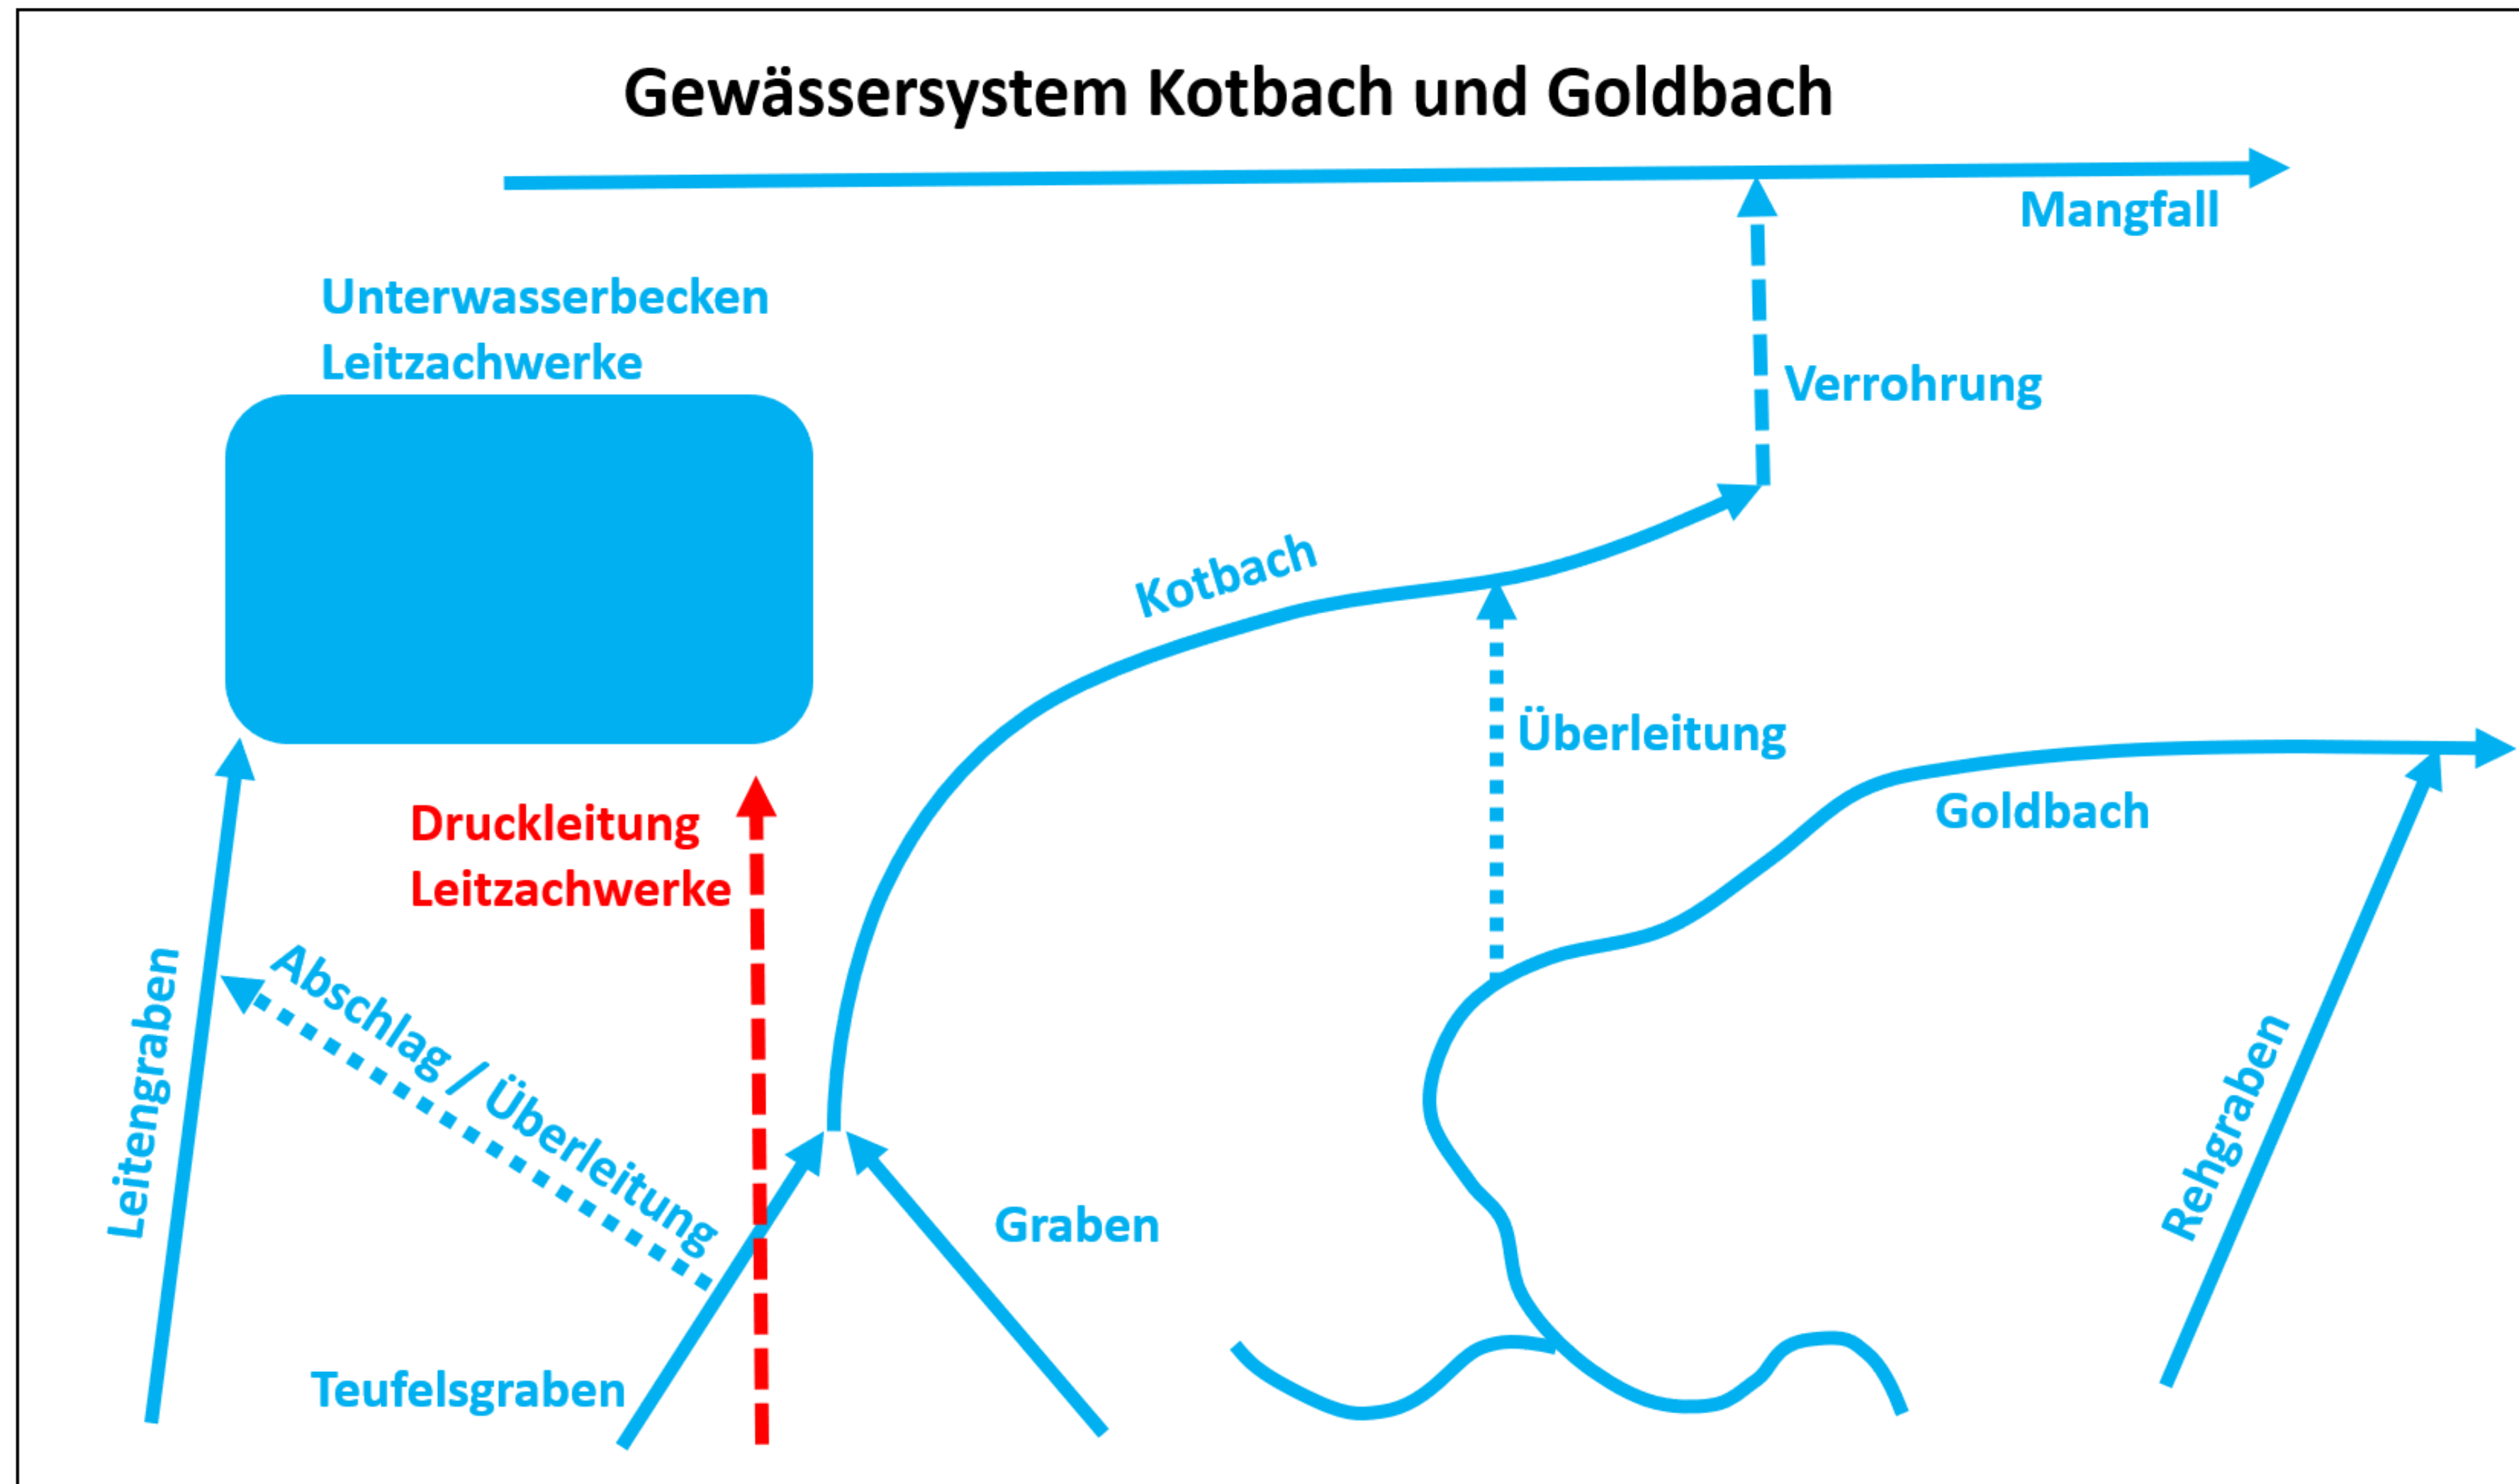 Gewässersystem Kotbach und Goldbach
Mangfall
Unterwasserbecken
Leitzachwerke
Verrohrung
Kotbach
Überleitung
Druckleitung
Leitzachwerke
Goldbach
Leitengraben
Abschlag / Überleitung
Graben
Rehgraben
Teufelsgraben